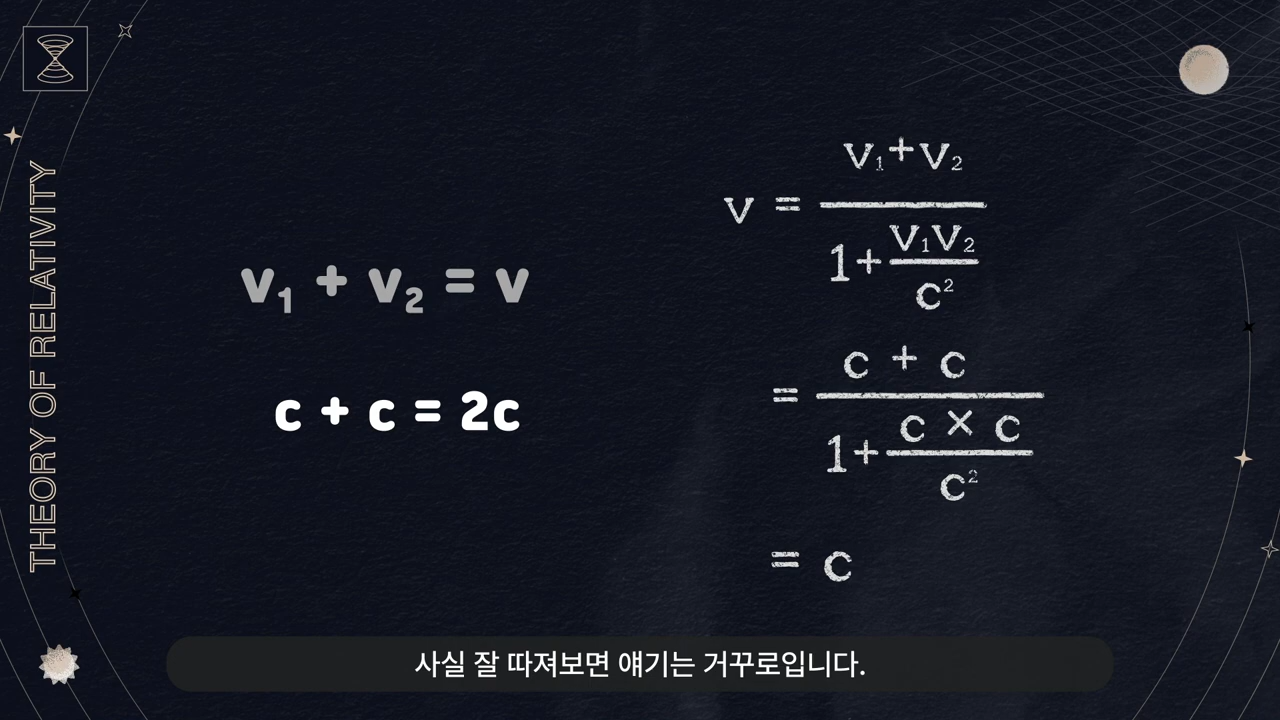 THEORY OF RELATIVITY
v₁ + v₂ = v
c + c = 2c
v = (v₁+v₂) / (1 + v₁v₂/c²)
= (c + c) / (1 + (c × c)/c²)
= c
사실 잘 따져보면 얘기는 거꾸로입니다.